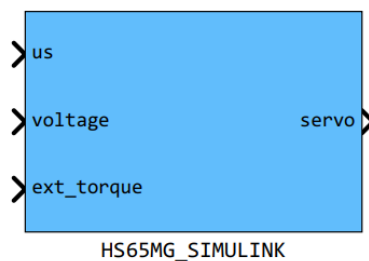 us
voltage
servo
ext_torque
HS65MG_SIMULINK